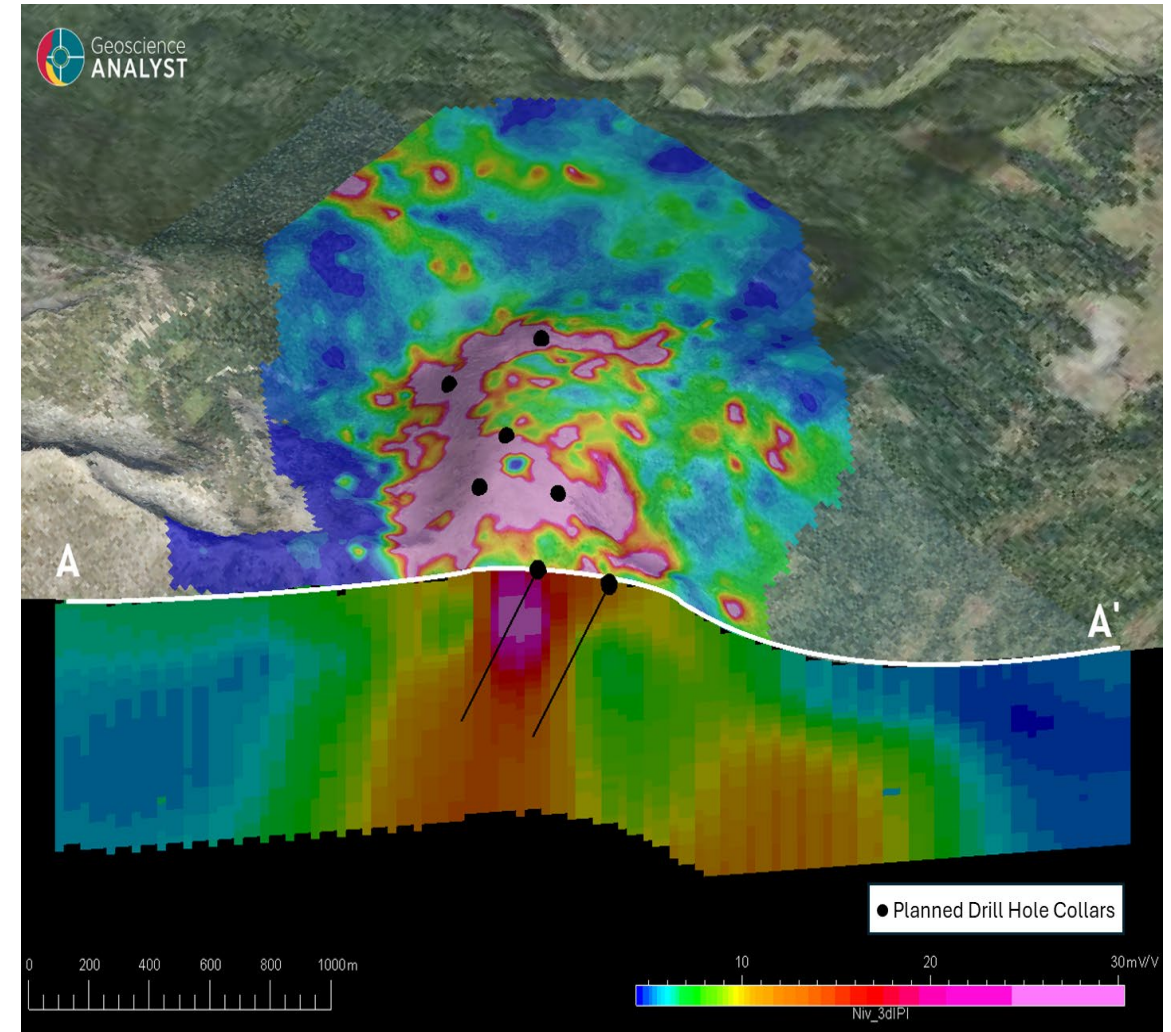 Geoscience
ANALYST
A
A'
Planned Drill Hole Collars
0 200 400 600 800 1000m
10 20 30mV/V
Niv_3dIPI